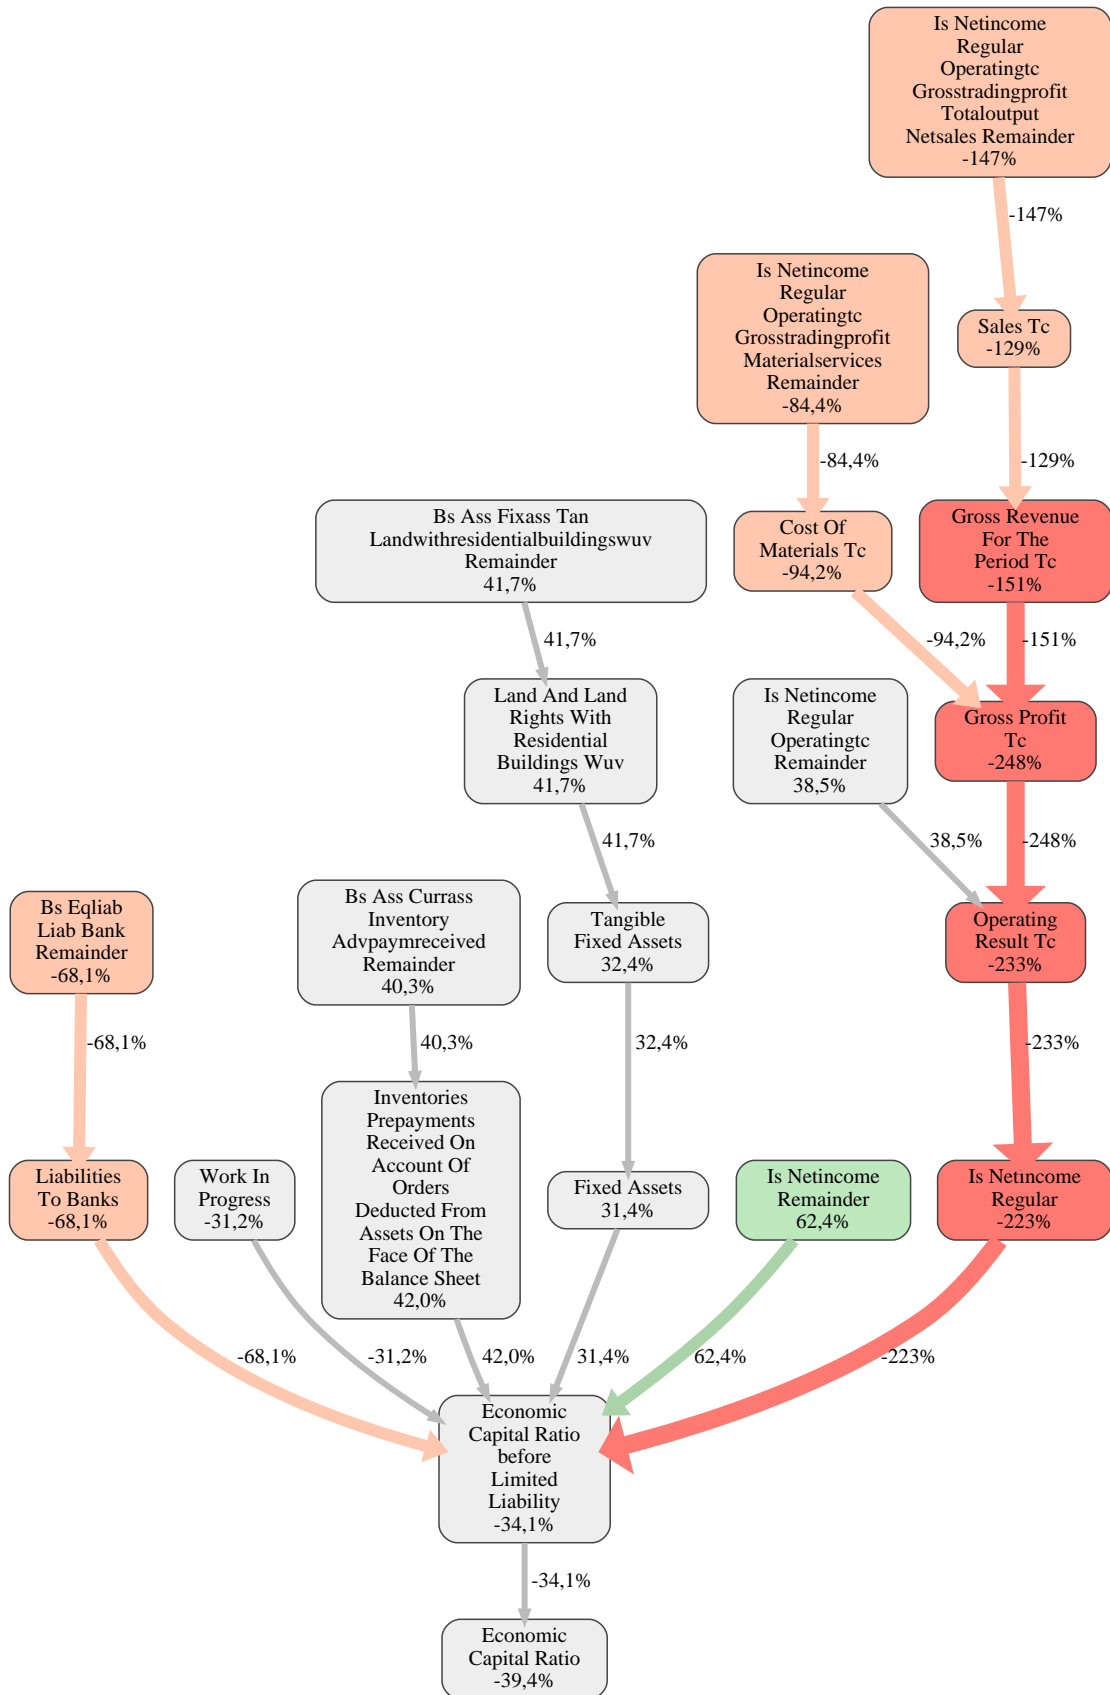 Is Netincome
Regular
Operatingtc
Grosstradingprofit
Totaloutput
Netsales Remainder
-147%
-147%
Is Netincome
Regular
Operatingtc
Grosstradingprofit
Materialservices
Remainder
-84,4%
Sales Tc
-129%
-84,4%
-129%
Bs Ass Fixass Tan
Landwithresidentialbuildingswuv
Remainder
41,7%
Cost Of
Materials Tc
-94,2%
Gross Revenue
For The
Period Tc
-151%
41,7%
-94,2%
-151%
Land And Land
Rights With
Residential
Buildings Wuv
41,7%
Is Netincome
Regular
Operatingtc
Remainder
38,5%
Gross Profit
Tc
-248%
41,7%
38,5%
-248%
Bs Eqliab
Liab Bank
Remainder
-68,1%
Bs Ass Currass
Inventory
Advpaymreceived
Remainder
40,3%
Tangible
Fixed Assets
32,4%
Operating
Result Tc
-233%
-68,1%
40,3%
32,4%
-233%
Liabilities
To Banks
-68,1%
Work In
Progress
-31,2%
Inventories
Prepayments
Received On
Account Of
Orders
Deducted From
Assets On The
Face Of The
Balance Sheet
42,0%
Fixed Assets
31,4%
Is Netincome
Remainder
62,4%
Is Netincome
Regular
-223%
-68,1%
-31,2%
42,0%
31,4%
62,4%
-223%
Economic
Capital Ratio
before
Limited
Liability
-34,1%
-34,1%
Economic
Capital Ratio
-39,4%